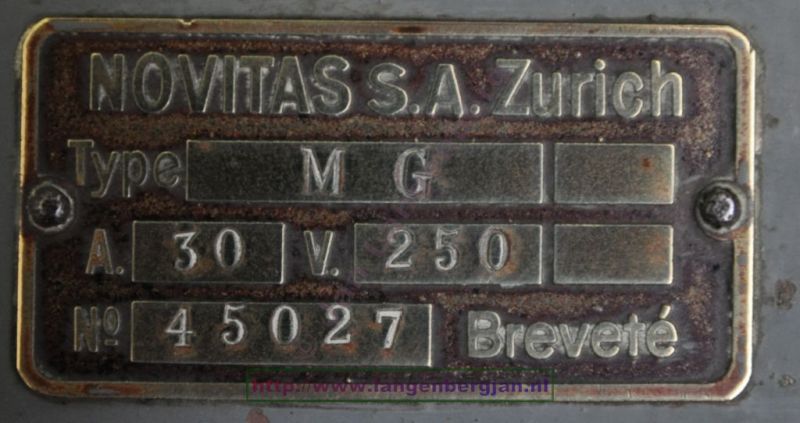 NOVITAS S.A. Zurich
Type M G
A. 30 V. 250
Nº 45027 Breveté
http://www.langenbergjan.nl